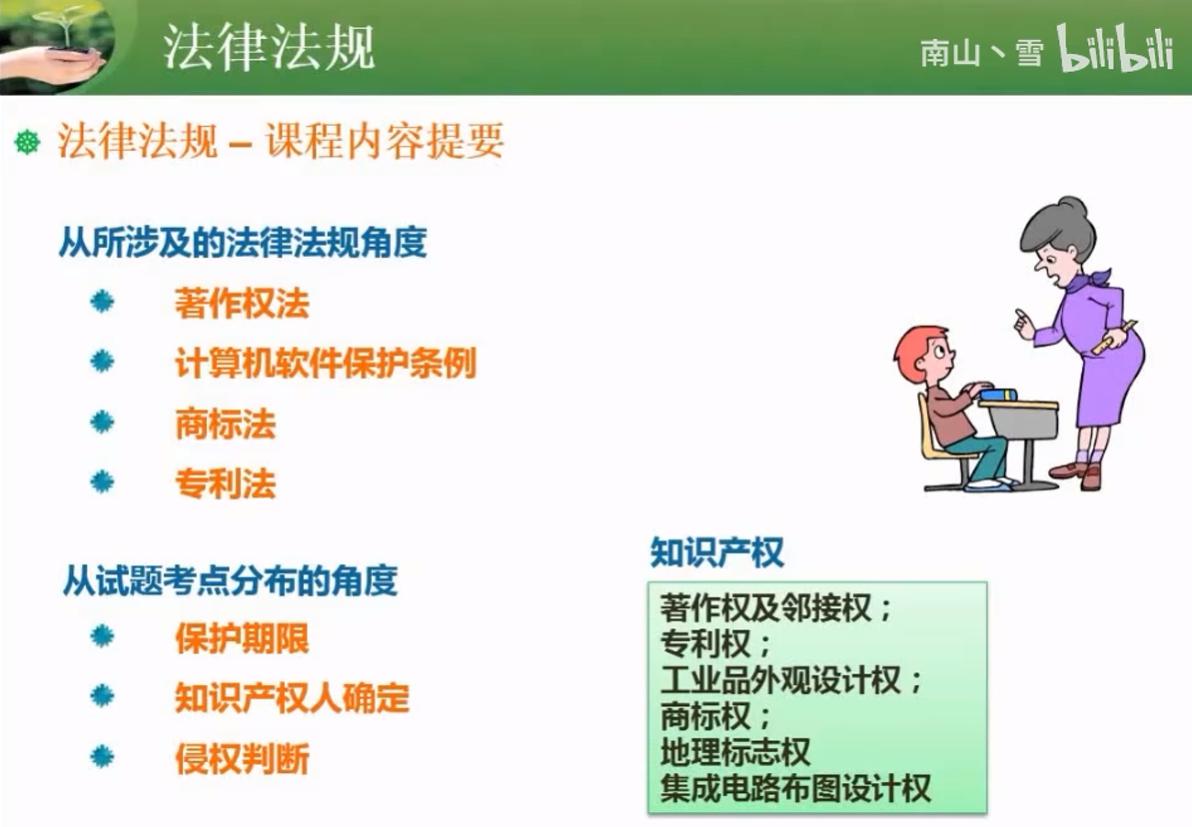 法律法规
南山丶雪 bilibili
法律法规 – 课程内容提要
从所涉及的法律法规角度
著作权法
计算机软件保护条例
商标法
专利法
从试题考点分布的角度
保护期限
知识产权人确定
侵权判断
知识产权
著作权及邻接权；
专利权；
工业品外观设计权；
商标权；
地理标志权
集成电路布图设计权